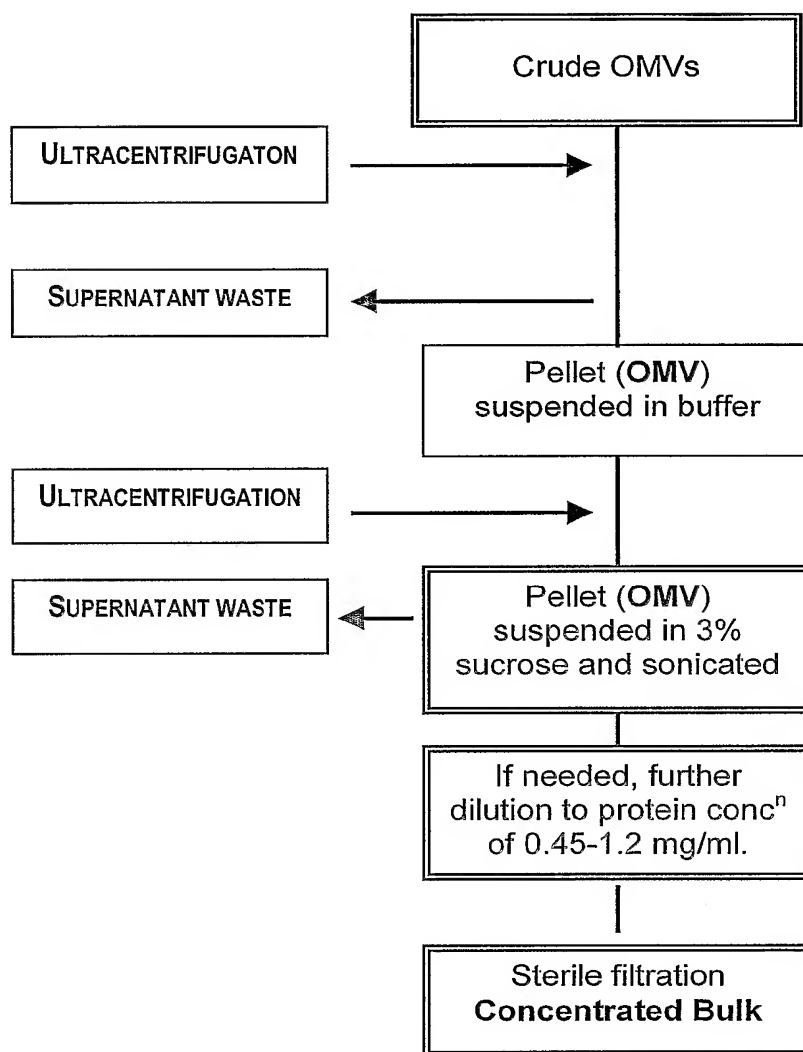 Crude OMVs
ULTRACENTRIFUGATON
SUPERNATANT WASTE
Pellet (OMV)
suspended in buffer
ULTRACENTRIFUGATION
SUPERNATANT WASTE
Pellet (OMV)
suspended in 3%
sucrose and sonicated
If needed, further
dilution to protein concⁿ
of 0.45-1.2 mg/ml.
Sterile filtration
Concentrated Bulk